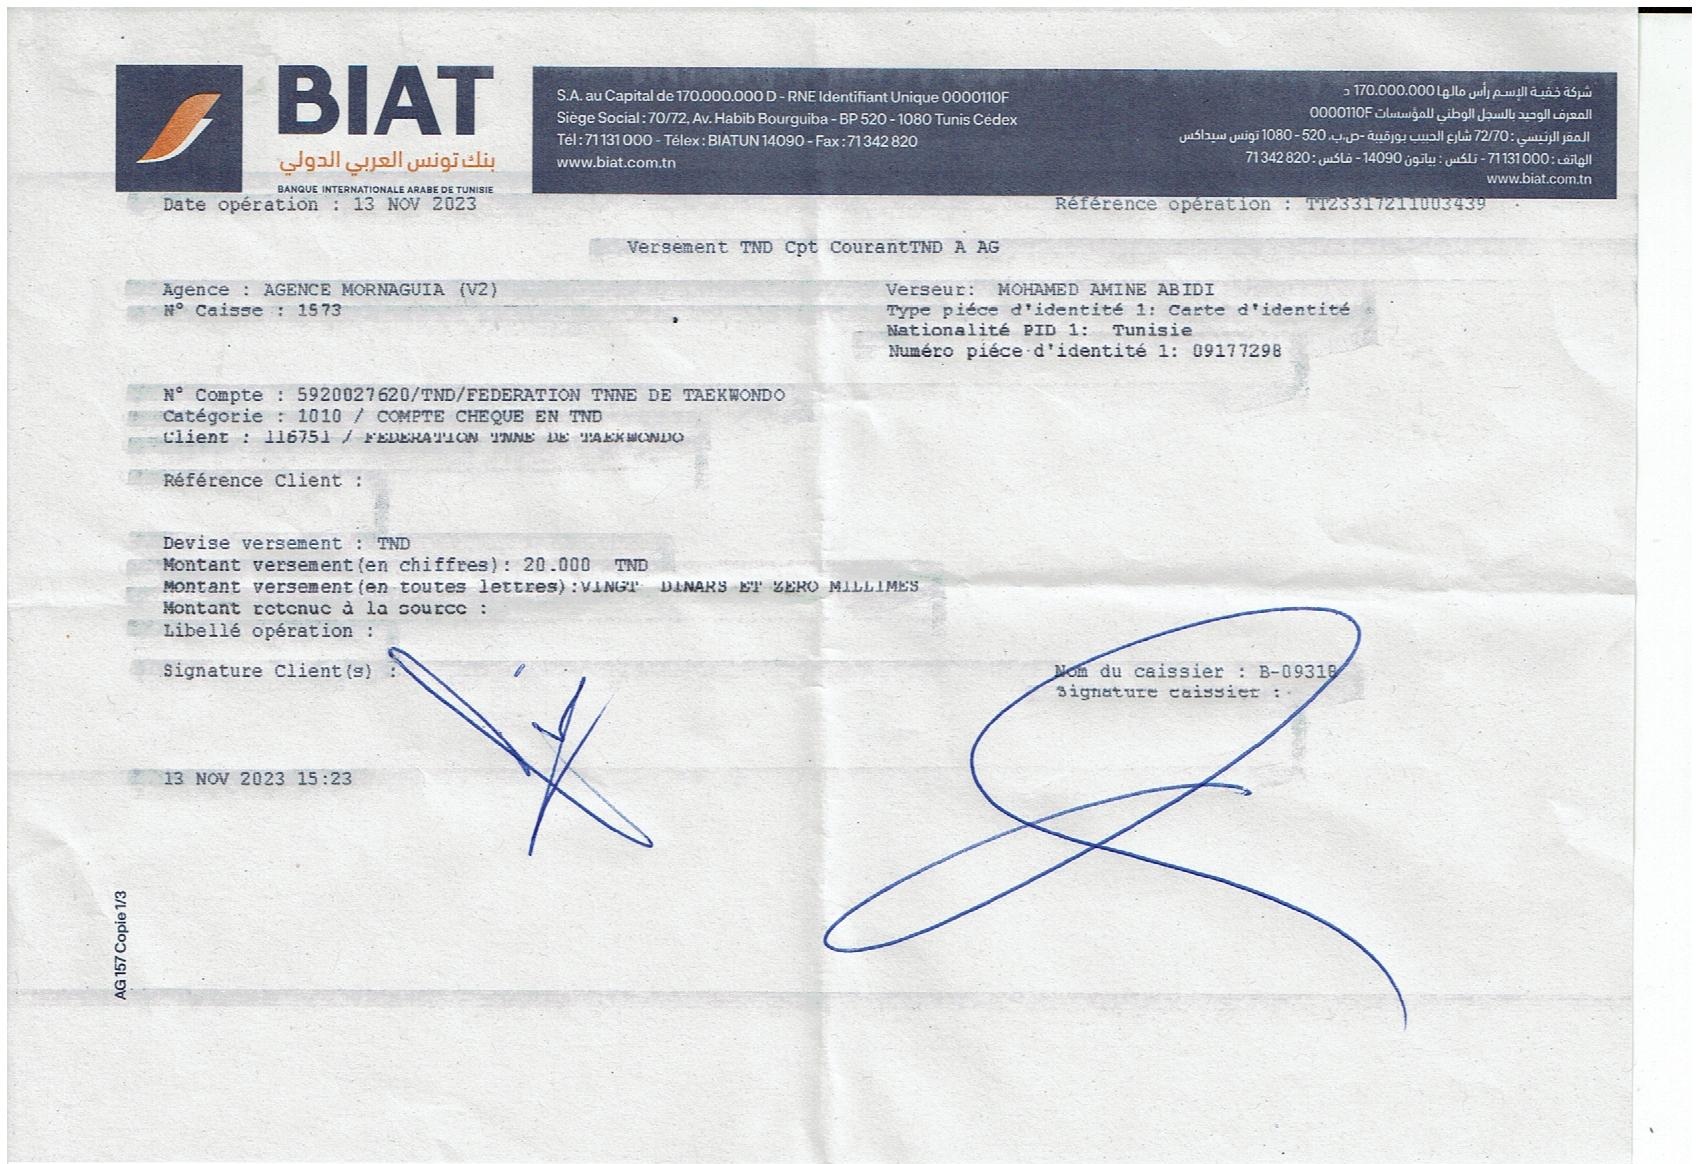 BIAT
بنك تونس العربي الدولي
BANQUE INTERNATIONALE ARABE DE TUNISIE
S.A. au Capital de 170.000.000 D - RNE Identifiant Unique 0000110F
Siège Social : 70/72, Av. Habib Bourguiba - BP 520 - 1080 Tunis Cédex
Tél : 71 131 000 - Télex : BIATUN 14090 - Fax : 71 342 820
www.biat.com.tn
شركة خفية الإسم رأس مالها 170.000.000 د
المعرف الوحيد بالسجل الوطني للمؤسسات 0000110F
المقر الرئيسي : 72/70 شارع الحبيب بورقيبة - ص.ب. 520 - 1080 تونس سيداكس
الهاتف : 71131 000 - تلكس : بياتون 14090 - فاكس : 71 342 820
www.biat.com.tn
Date opération : 13 NOV 2023
Référence opération : TT23317211003439
Versement TND Cpt CourantTND A AG
Agence : AGENCE MORNAGUIA (V2)
N° Caisse : 1573
Verseur: MOHAMED AMINE ABIDI
Type piéce d'identité 1: Carte d'identité
Nationalité PID 1: Tunisie
Numéro piéce d'identité 1: 09177298
N° Compte : 5920027620/TND/FEDERATION TNNE DE TAEKWONDO
Catégorie : 1010 / COMPTE CHEQUE EN TND
Client : 116751 / FEDERATION TNNE DE TAEKWONDO
Référence Client :
Devise versement : TND
Montant versement(en chiffres): 20.000 TND
Montant versement(en toutes lettres):VINGT DINARS ET ZERO MILLIMES
Montant retenue à la source :
Libellé opération :
Signature Client(s) :
Nom du caissier : B-09318
Signature caissier :
13 NOV 2023 15:23
AG 157 Copie 1/3